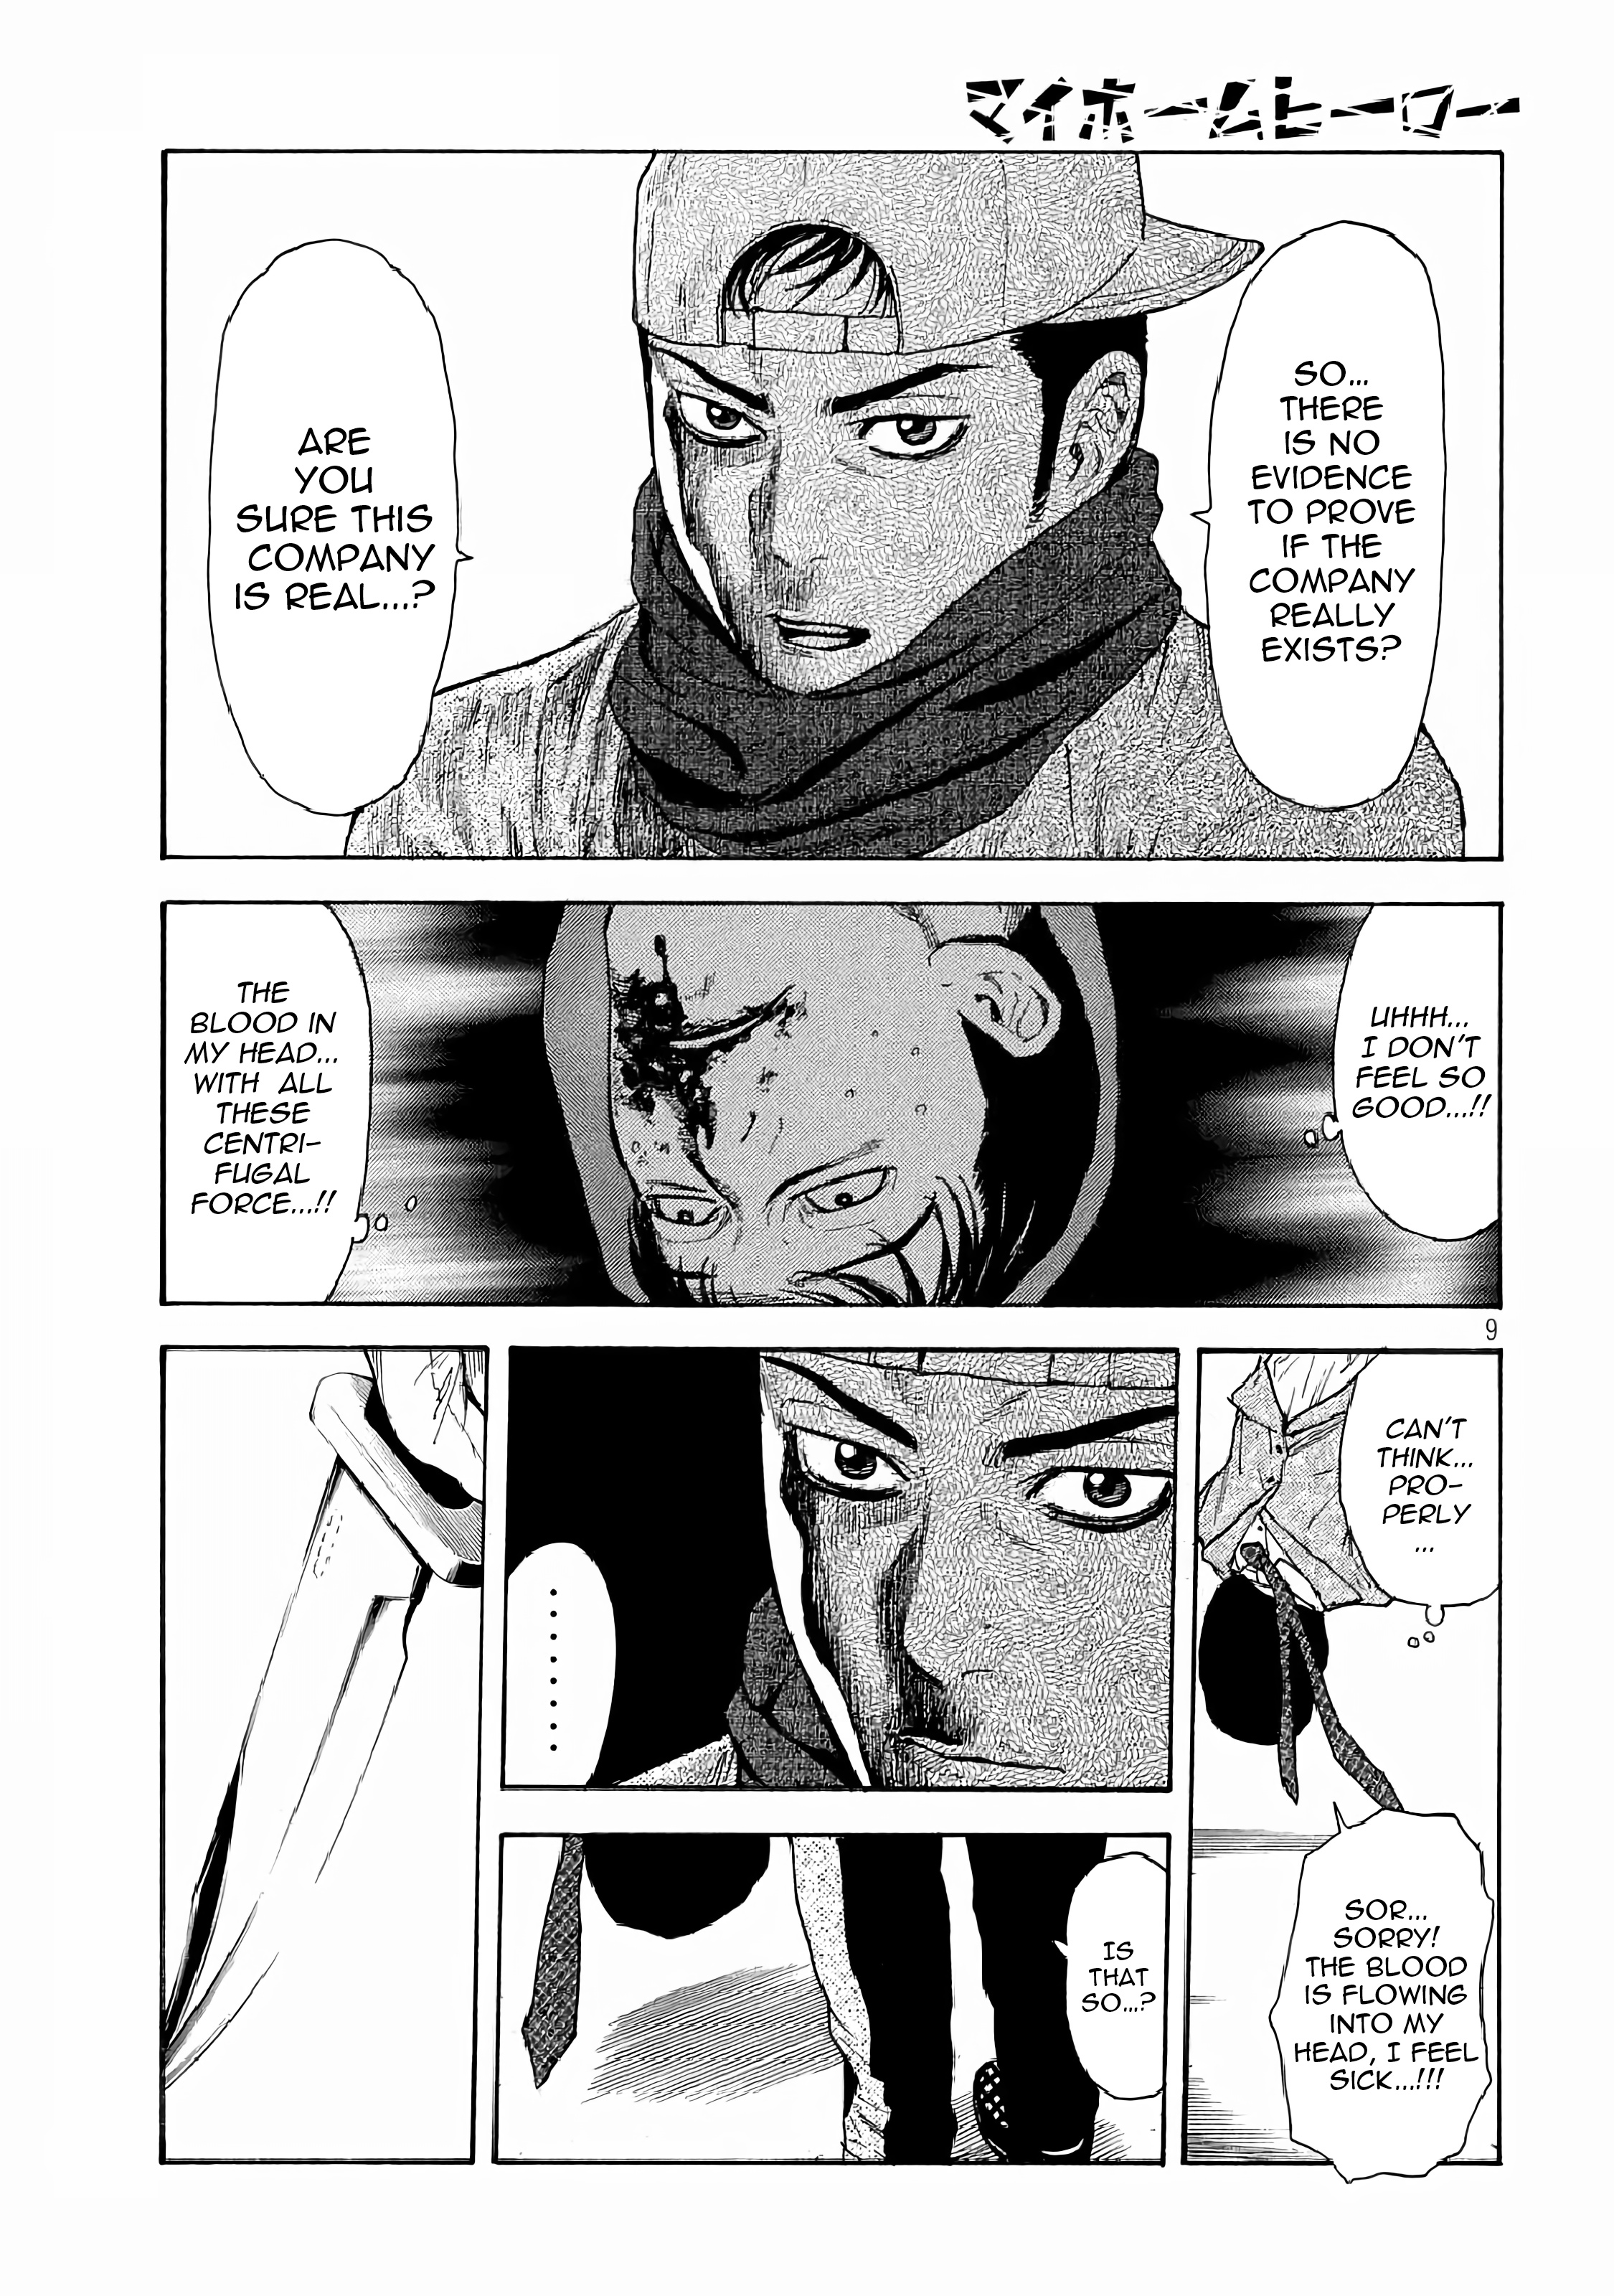 マイホームヒーロー
SO...
THERE
IS NO
EVIDENCE
TO PROVE
IF THE
COMPANY
REALLY
EXISTS?
ARE
YOU
SURE THIS
COMPANY
IS REAL...?
UHHH...
I DON'T
FEEL SO
GOOD...!!
THE
BLOOD IN
MY HEAD...
WITH ALL
THESE
CENTRI-
FUGAL
FORCE...!!
9
CAN'T
THINK...
PRO-
PERLY
...
SOR...
SORRY!
THE BLOOD
IS FLOWING
INTO MY
HEAD, I FEEL
SICK...!!!
........
IS
THAT
SO...?